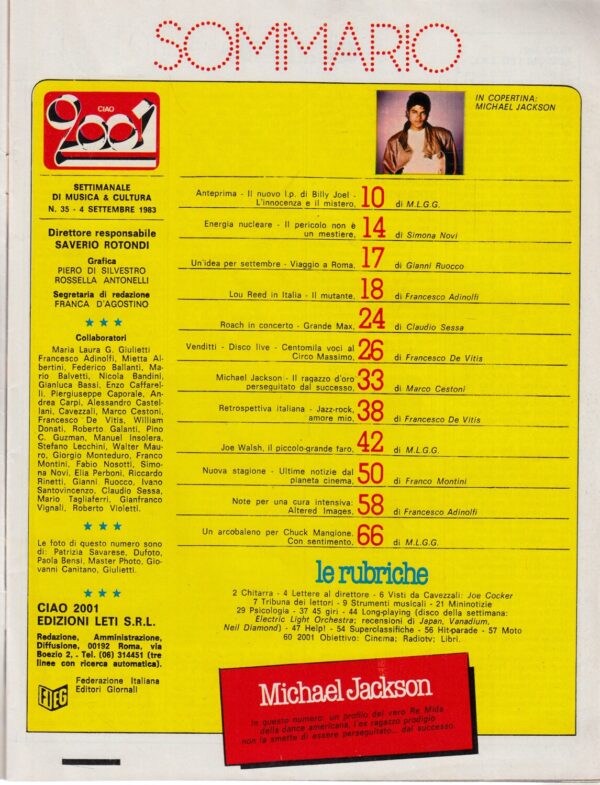 SOMMARIO
CIAO
2001
IN COPERTINA:
MICHAEL JACKSON
SETTIMANALE
DI MUSICA & CULTURA
N. 35 - 4 SETTEMBRE 1983
Direttore responsabile
SAVERIO ROTONDI
Grafica
PIERO DI SILVESTRO
ROSSELLA ANTONELLI
Segretaria di redazione
FRANCA D'AGOSTINO
Collaboratori
Maria Laura G. Giulietti
Francesco Adinolfi, Mietta Al-
bertini, Federico Ballanti, Ma-
rio Balvetti, Nicola Bandini,
Gianluca Bassi, Enzo Caffarel-
li, Piergiuseppe Caporale, An-
drea Carpi, Alessandro Castel-
lani, Cavezzali, Marco Cestoni,
Francesco De Vitis, William
Donati, Roberto Galanti, Pino
C. Guzman, Manuel Insolera,
Stefano Lecchini, Walter Mau-
ro, Giorgio Monteduro, Franco
Montini, Fabio Nosotti, Simo-
na Novi, Elia Perboni, Riccardo
Rinetti, Gianni Ruocco, Ivano
Santovincenzo, Claudio Sessa,
Mario Tagliaferri, Gianfranco
Vignali, Roberto Violetti.
Le foto di questo numero sono
di: Patrizia Savarese, Dufoto,
Paola Bensi, Master Photo, Gio-
vanni Canitano, Giulietti.
CIAO 2001
EDIZIONI LETI S.R.L.
Redazione, Amministrazione,
Diffusione, 00192 Roma, via
Boezio 2, - Tel. (06) 314451 (tre
linee con ricerca automatica).
FIEG
Federazione Italiana
Editori Giornali
Anteprima - Il nuovo l.p. di Billy Joel -
L'innocenza e il mistero, 10 di M.L.G.G.
Energia nucleare - Il pericolo non è
un mestiere, 14 di Simona Novi
Un'idea per settembre - Viaggio a Roma, 17 di Gianni Ruocco
Lou Reed in Italia - Il mutante, 18 di Francesco Adinolfi
Roach in concerto - Grande Max, 24 di Claudio Sessa
Venditti - Disco live - Centomila voci al
Circo Massimo, 26 di Francesco De Vitis
Michael Jackson - Il ragazzo d'oro
perseguitato dal successo, 33 di Marco Cestoni
Retrospettiva italiana - Jazz-rock,
amore mio, 38 di Francesco De Vitis
Joe Walsh, il piccolo-grande faro, 42 di M.L.G.G.
Nuova stagione - Ultime notizie dal
pianeta cinema, 50 di Franco Montini
Note per una cura intensiva:
Altered Images, 58 di Francesco Adinolfi
Un arcobaleno per Chuck Mangione.
Con sentimento, 66 di M.L.G.G.
le rubriche
2 Chitarra - 4 Lettere al direttore - 6 Visti da Cavezzali: Joe Cocker
7 Tribuna dei lettori - 9 Strumenti musicali - 21 Mininotizie
29 Psicologia - 37 45 giri - 44 Long-playing (disco della settimana:
Electric Light Orchestra; recensioni di Japan, Vanadium,
Neil Diamond) - 47 Help! - 54 Superclassifiche - 56 Hit-parade - 57 Moto
60 2001 Obiettivo: Cinema; Radiotv; Libri.
Michael Jackson
In questo numero: un profilo del vero Re Mida
della dance americana, l'ex ragazzo prodigio
non la smette di essere perseguitato... dal successo.